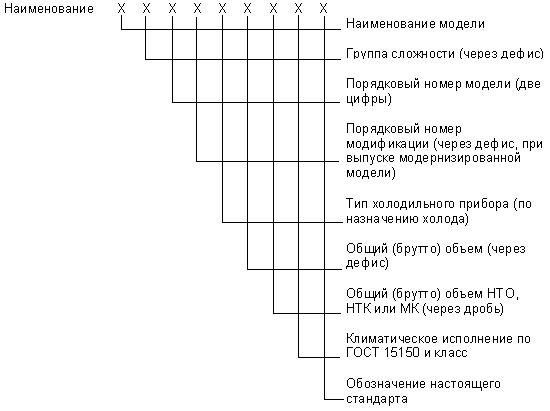 Наименование X X X X X X X X X
Наименование модели
Группа сложности (через дефис)
Порядковый номер модели (две
цифры)
Порядковый номер
модификации (через дефис, при
выпуске модернизированной
модели)
Тип холодильного прибора (по
назначению холода)
Общий (брутто) объем (через
дефис)
Общий (брутто) объем НТО,
НТК или МК (через дробь)
Климатическое исполнение по
ГОСТ 15150 и класс
Обозначение настоящего
стандарта